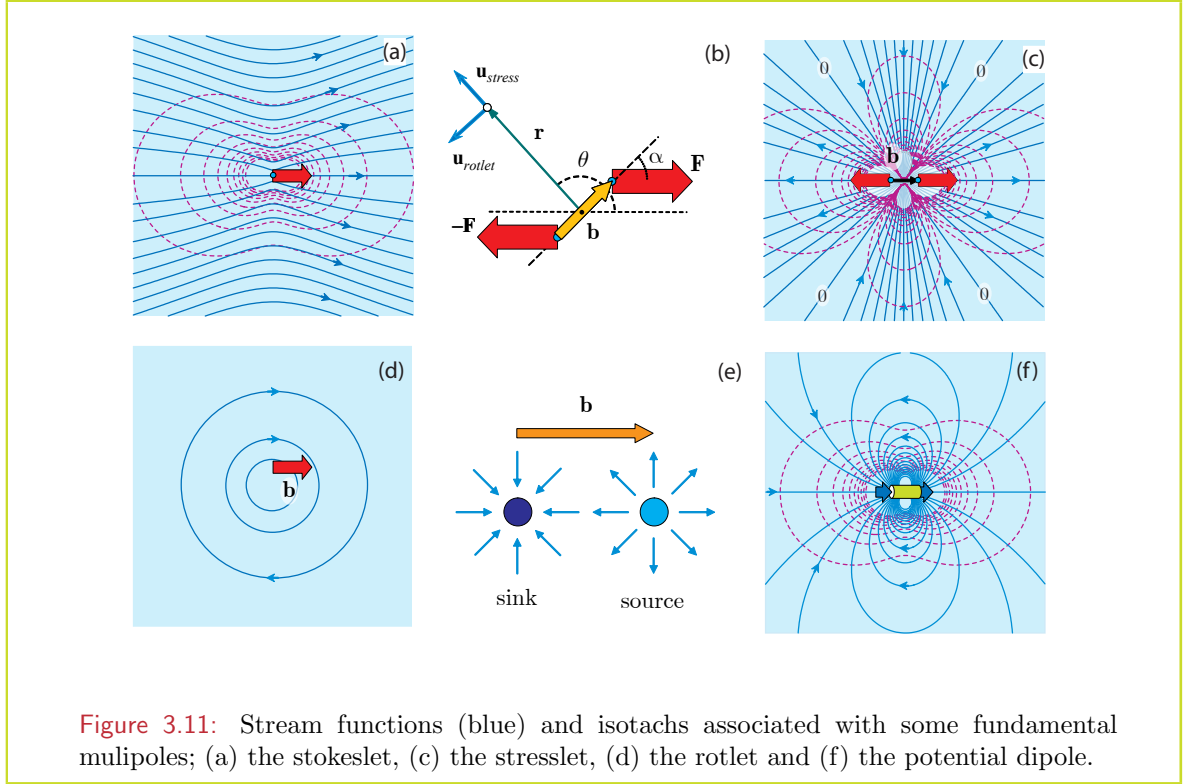 (a)
(b)
(c)
u_stress
r
u_rotlet
θ
α
F
–F
b
0
0
b
0
0
(d)
b
(e)
b
sink
source
(f)
Figure 3.11: Stream functions (blue) and isotachs associated with some fundamental
mulipoles; (a) the stokeslet, (c) the stresslet, (d) the rotlet and (f) the potential dipole.